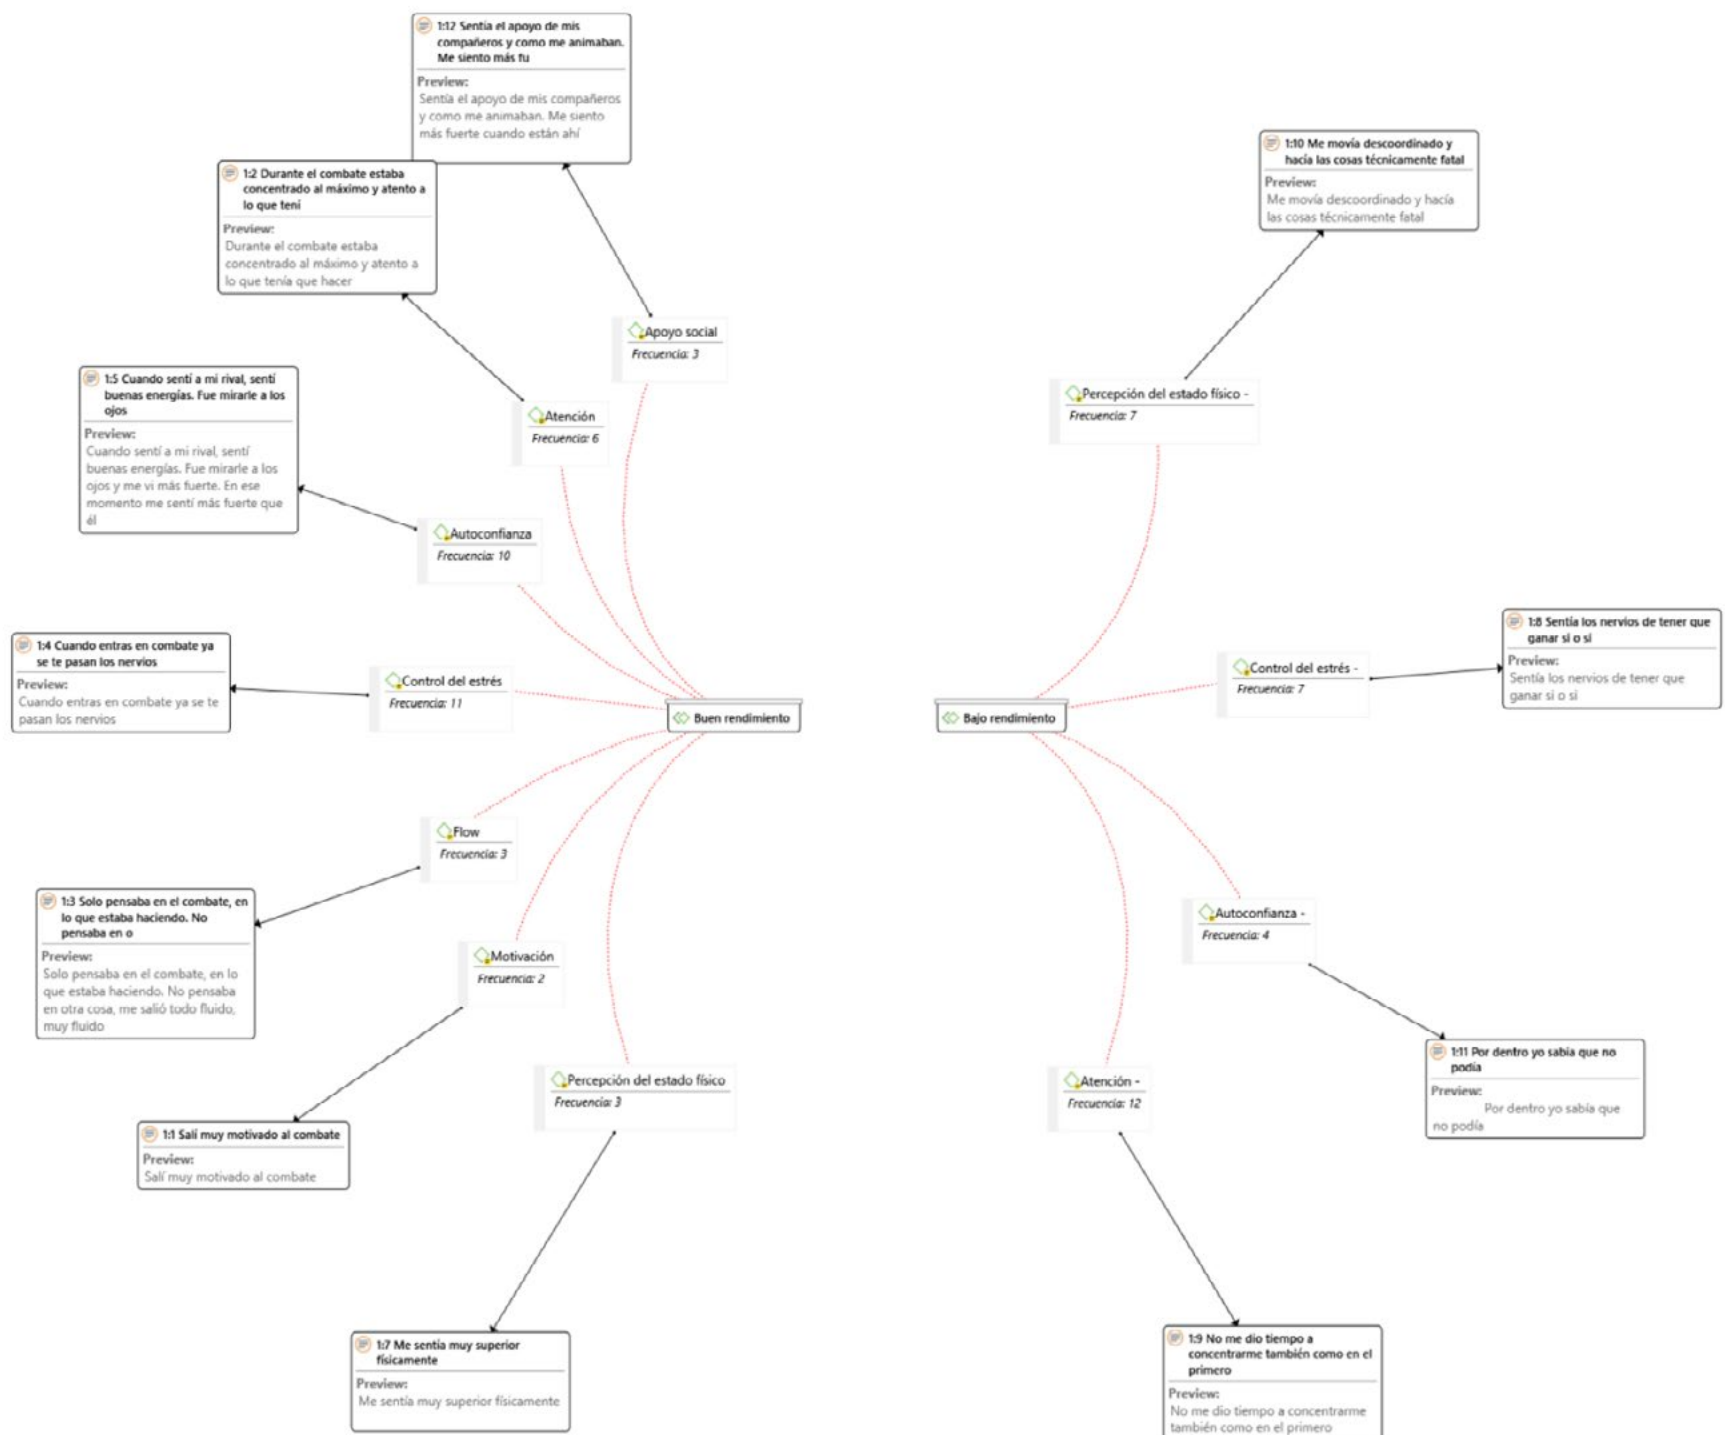 1:12 Sentía el apoyo de mis
compañeros y como me animaban.
Me siento más fu
Preview:
Sentía el apoyo de mis compañeros
y como me animaban. Me siento
más fuerte cuando están ahí
1:2 Durante el combate estaba
concentrado al máximo y atento a
lo que tení
Preview:
Durante el combate estaba
concentrado al máximo y atento a
lo que tenía que hacer
Apoyo social
Frecuencia: 3
Atención
Frecuencia: 6
1:5 Cuando sentí a mi rival, sentí
buenas energías. Fue mirarle a los
ojos
Preview:
Cuando sentí a mi rival, sentí
buenas energías. Fue mirarle a los
ojos y me vi más fuerte. En ese
momento me sentí más fuerte que
él
Autoconfianza
Frecuencia: 10
1:4 Cuando entras en combate ya
se te pasan los nervios
Preview:
Cuando entras en combate ya se te
pasan los nervios
Control del estrés
Frecuencia: 11
Buen rendimiento
Flow
Frecuencia: 3
1:3 Solo pensaba en el combate, en
lo que estaba haciendo. No
pensaba en o
Preview:
Solo pensaba en el combate, en lo
que estaba haciendo. No pensaba
en otra cosa, me salió todo fluido,
muy fluido
Motivación
Frecuencia: 2
1:1 Salí muy motivado al combate
Preview:
Salí muy motivado al combate
Percepción del estado físico
Frecuencia: 3
1:7 Me sentía muy superior
físicamente
Preview:
Me sentía muy superior físicamente
1:10 Me movía descoordinado y
hacía las cosas técnicamente fatal
Preview:
Me movía descoordinado y hacía
las cosas técnicamente fatal
Percepción del estado físico -
Frecuencia: 7
1:8 Sentía los nervios de tener que
ganar si o si
Preview:
Sentía los nervios de tener que
ganar si o si
Control del estrés -
Frecuencia: 7
Bajo rendimiento
Autoconfianza -
Frecuencia: 4
1:11 Por dentro yo sabía que no
podía
Preview:
Por dentro yo sabía que
no podía
Atención -
Frecuencia: 12
1:9 No me dio tiempo a
concentrarme también como en el
primero
Preview:
No me dio tiempo a concentrarme
también como en el primero